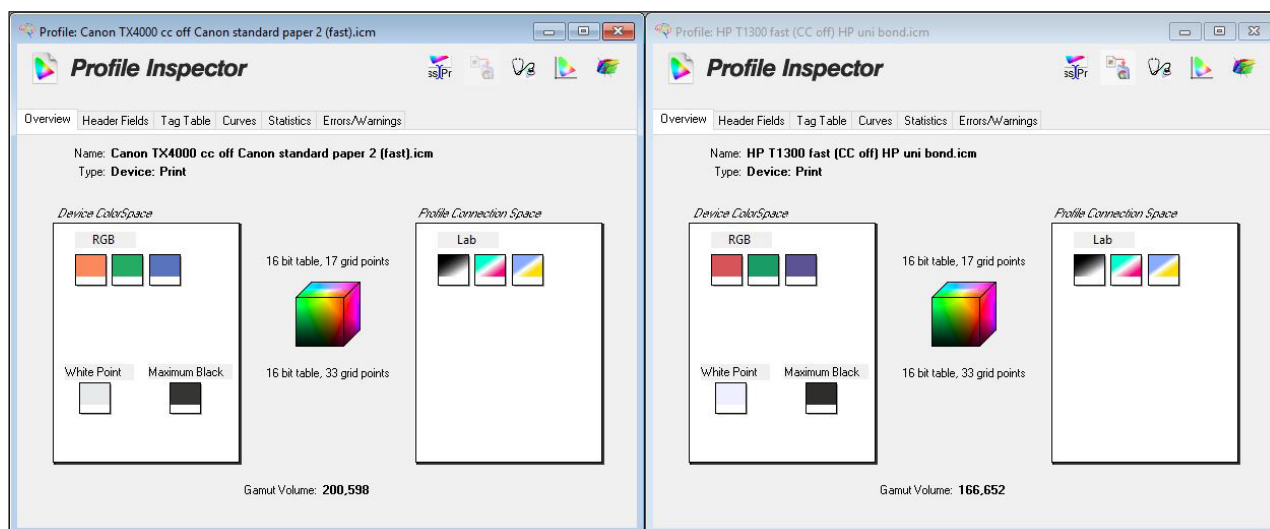 Profile: Canon TX4000 cc off Canon standard paper 2 (fast).icm
Profile Inspector
Overview Header Fields Tag Table Curves Statistics Errors/Warnings
Name: Canon TX4000 cc off Canon standard paper 2 (fast).icm
Type: Device: Print
Device ColorSpace
Profile Connection Space
RGB
Lab
16 bit table, 17 grid points
16 bit table, 33 grid points
White Point
Maximum Black
Gamut Volume: 200,598
Profile: HP T1300 fast (CC off) HP uni bond.icm
Profile Inspector
Overview Header Fields Tag Table Curves Statistics Errors/Warnings
Name: HP T1300 fast (CC off) HP uni bond.icm
Type: Device: Print
Device ColorSpace
Profile Connection Space
RGB
Lab
16 bit table, 17 grid points
16 bit table, 33 grid points
White Point
Maximum Black
Gamut Volume: 166,652